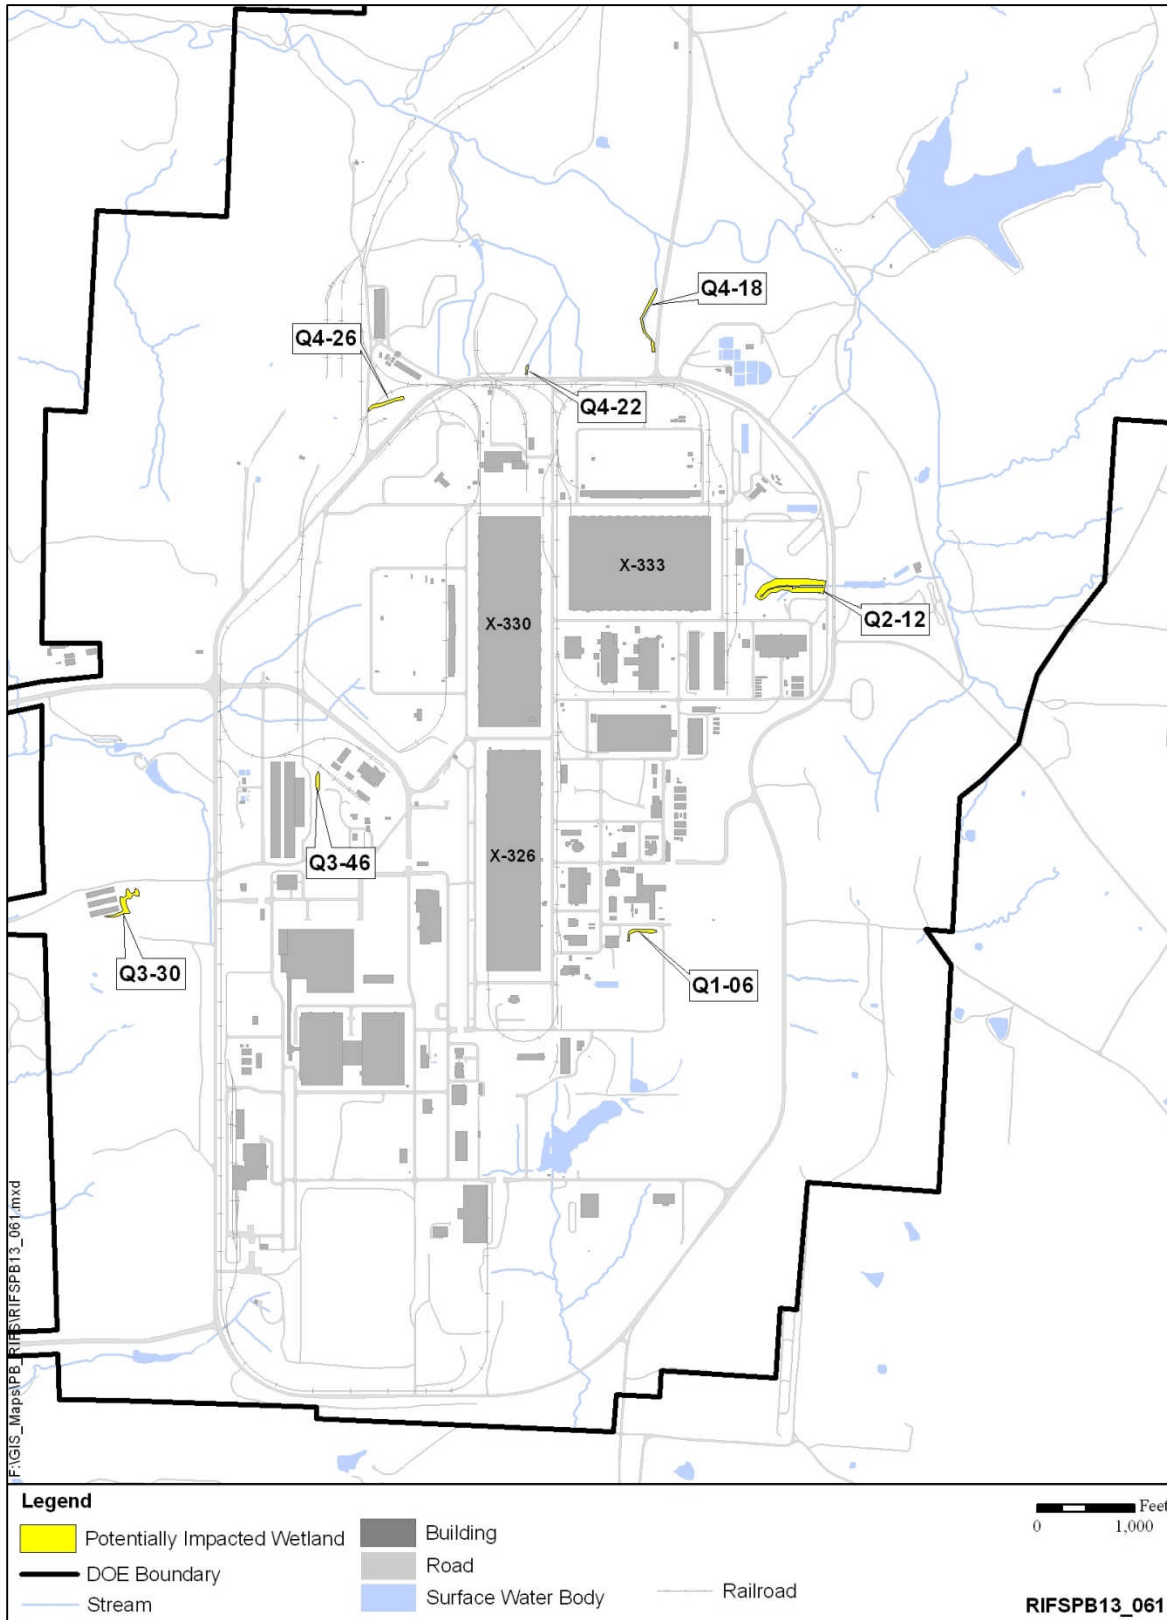 Q4-18
Q4-26
Q4-22
X-333
X-330
Q2-12
X-326
Q3-46
Q3-30
Q1-06
F:\GIS_Maps\PB_RIFS\RIFSPB13_061.mxd
Legend
Potentially Impacted Wetland
DOE Boundary
Stream
Building
Road
Surface Water Body
Railroad
Feet
0 1,000
RIFSPB13_061